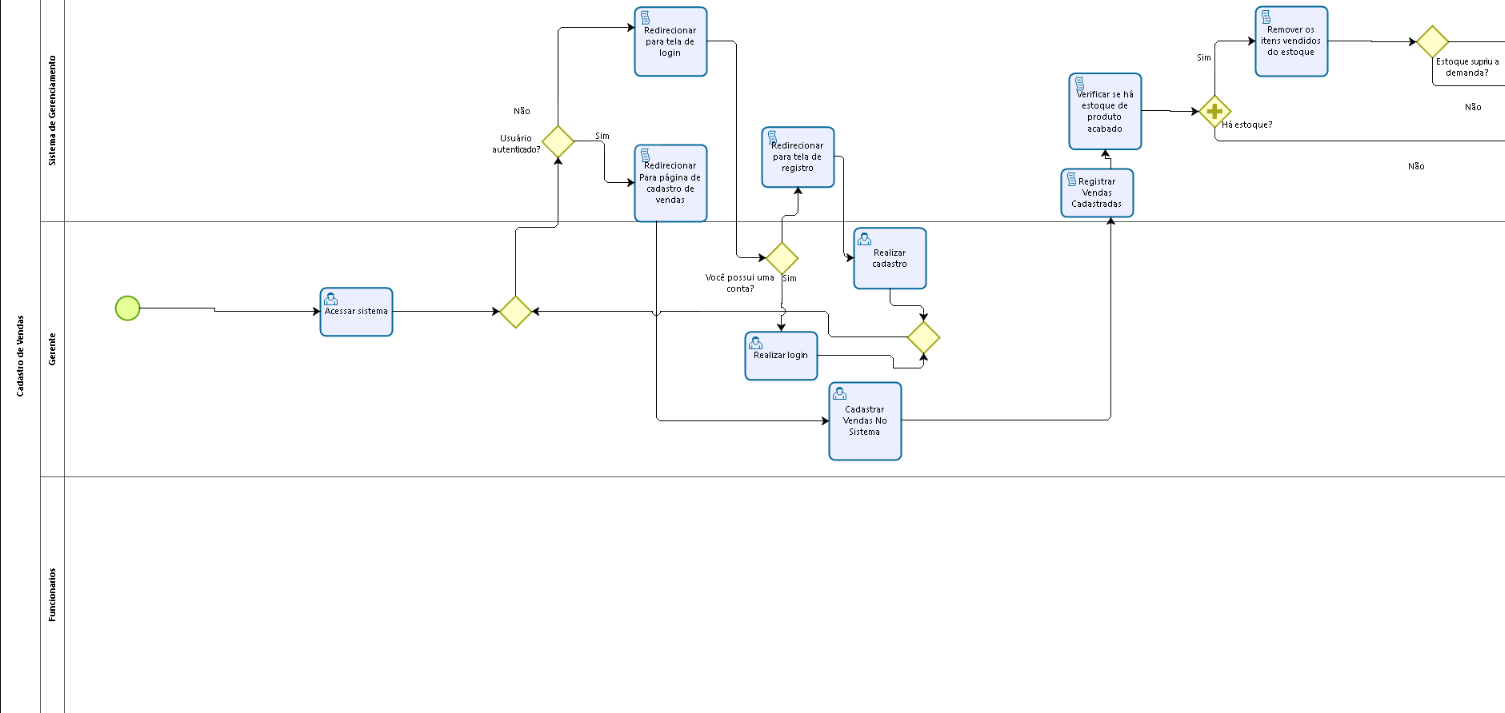 Cadastro de Vendas
Sistema de Gerenciamento
Redirecionar
para tela de
login
Não
Usuário
autenticado?
Sim
Redirecionar
Para página de
cadastro de
vendas
Redirecionar
para tela de
registro
Verificar se há
estoque de
produto
acabado
Registrar
Vendas
Cadastradas
Sim
Há estoque?
Não
Remover os
itens vendidos
do estoque
Estoque supriu a
demanda?
Não
Gerente
Acessar sistema
Você possui uma
conta?
Sim
Realizar
cadastro
Realizar login
Cadastrar
Vendas No
Sistema
Funcionarios